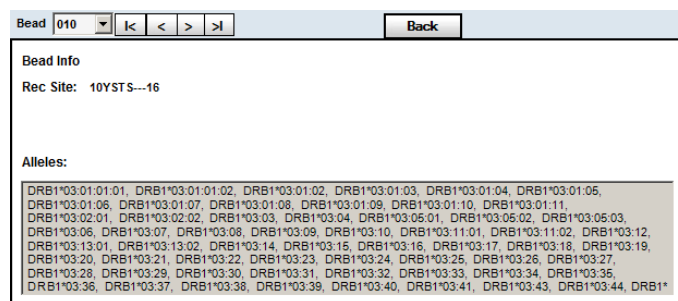 Bead 010 |< < > >| Back
Bead Info
Rec Site: 10YSTS---16
Alleles:
DRB1*03:01:01:01, DRB1*03:01:01:02, DRB1*03:01:02, DRB1*03:01:03, DRB1*03:01:04, DRB1*03:01:05,
DRB1*03:01:06, DRB1*03:01:07, DRB1*03:01:08, DRB1*03:01:09, DRB1*03:01:10, DRB1*03:01:11,
DRB1*03:02:01, DRB1*03:02:02, DRB1*03:03, DRB1*03:04, DRB1*03:05:01, DRB1*03:05:02, DRB1*03:05:03,
DRB1*03:06, DRB1*03:07, DRB1*03:08, DRB1*03:09, DRB1*03:10, DRB1*03:11:01, DRB1*03:11:02, DRB1*03:12,
DRB1*03:13:01, DRB1*03:13:02, DRB1*03:14, DRB1*03:15, DRB1*03:16, DRB1*03:17, DRB1*03:18, DRB1*03:19,
DRB1*03:20, DRB1*03:21, DRB1*03:22, DRB1*03:23, DRB1*03:24, DRB1*03:25, DRB1*03:26, DRB1*03:27,
DRB1*03:28, DRB1*03:29, DRB1*03:30, DRB1*03:31, DRB1*03:32, DRB1*03:33, DRB1*03:34, DRB1*03:35,
DRB1*03:36, DRB1*03:37, DRB1*03:38, DRB1*03:39, DRB1*03:40, DRB1*03:41, DRB1*03:43, DRB1*03:44, DRB1*